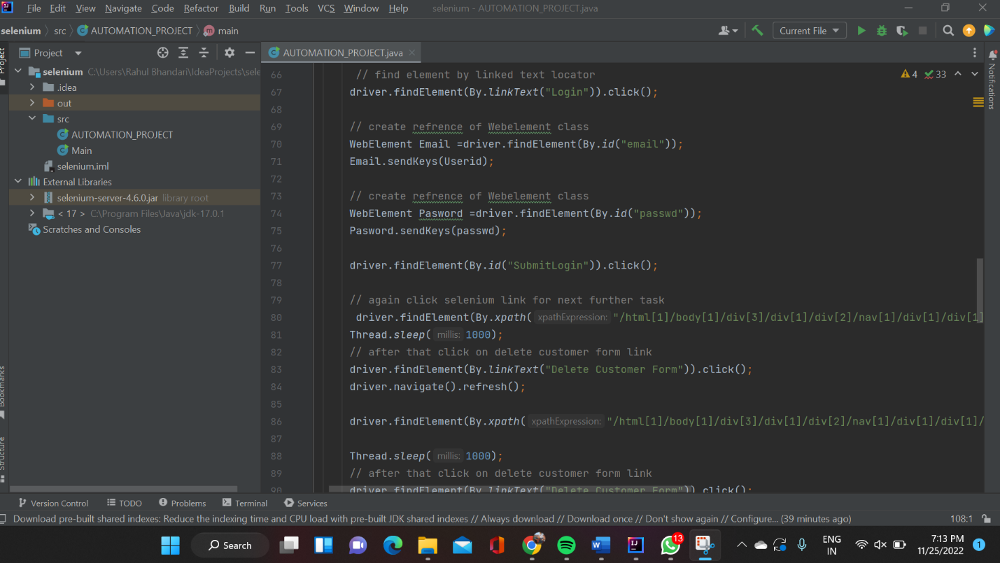 File Edit View Navigate Code Refactor Build Run Tools VCS Window Help selenium - AUTOMATION_PROJECT.java
selenium src AUTOMATION_PROJECT main Current File
Project
AUTOMATION_PROJECT.java
selenium C:\Users\Rahul Bhandari\IdeaProjects\sele
.idea
out
src
AUTOMATION_PROJECT
Main
selenium.iml
External Libraries
selenium-server-4.6.0.jar library root
< 17 > C:\Program Files\Java\jdk-17.0.1
Scratches and Consoles
4 33
66 // find element by linked text locator
67 driver.findElement(By.linkText("Login")).click();
68
69 // create refrence of Webelement class
70 WebElement Email =driver.findElement(By.id("email"));
71 Email.sendKeys(Userid);
72
73 // create refrence of Webelement class
74 WebElement Pasword =driver.findElement(By.id("passwd"));
75 Pasword.sendKeys(passwd);
76
77 driver.findElement(By.id("SubmitLogin")).click();
78
79 // again click selenium link for next further task
80 driver.findElement(By.xpath( xpathExpression: "/html[1]/body[1]/div[3]/div[1]/div[2]/nav[1]/div[1]/div[1]
81 Thread.sleep( millis: 1000);
82 // after that click on delete customer form link
83 driver.findElement(By.linkText("Delete Customer Form")).click();
84 driver.navigate().refresh();
85
86 driver.findElement(By.xpath( xpathExpression: "/html[1]/body[1]/div[3]/div[1]/div[2]/nav[1]/div[1]/div[1]/
87
88 Thread.sleep( millis: 1000);
89 // after that click on delete customer form link
90 driver.findElement(By.linkText("Delete Customer Form")).click();
Project
Bookmarks
Structure
Notifications
Version Control TODO Problems Terminal Services
Download pre-built shared indexes: Reduce the indexing time and CPU load with pre-built JDK shared indexes // Always download // Download once // Don't show again // Configure... (39 minutes ago) 108:1
Search 13 ENG IN 7:13 PM 11/25/2022 1